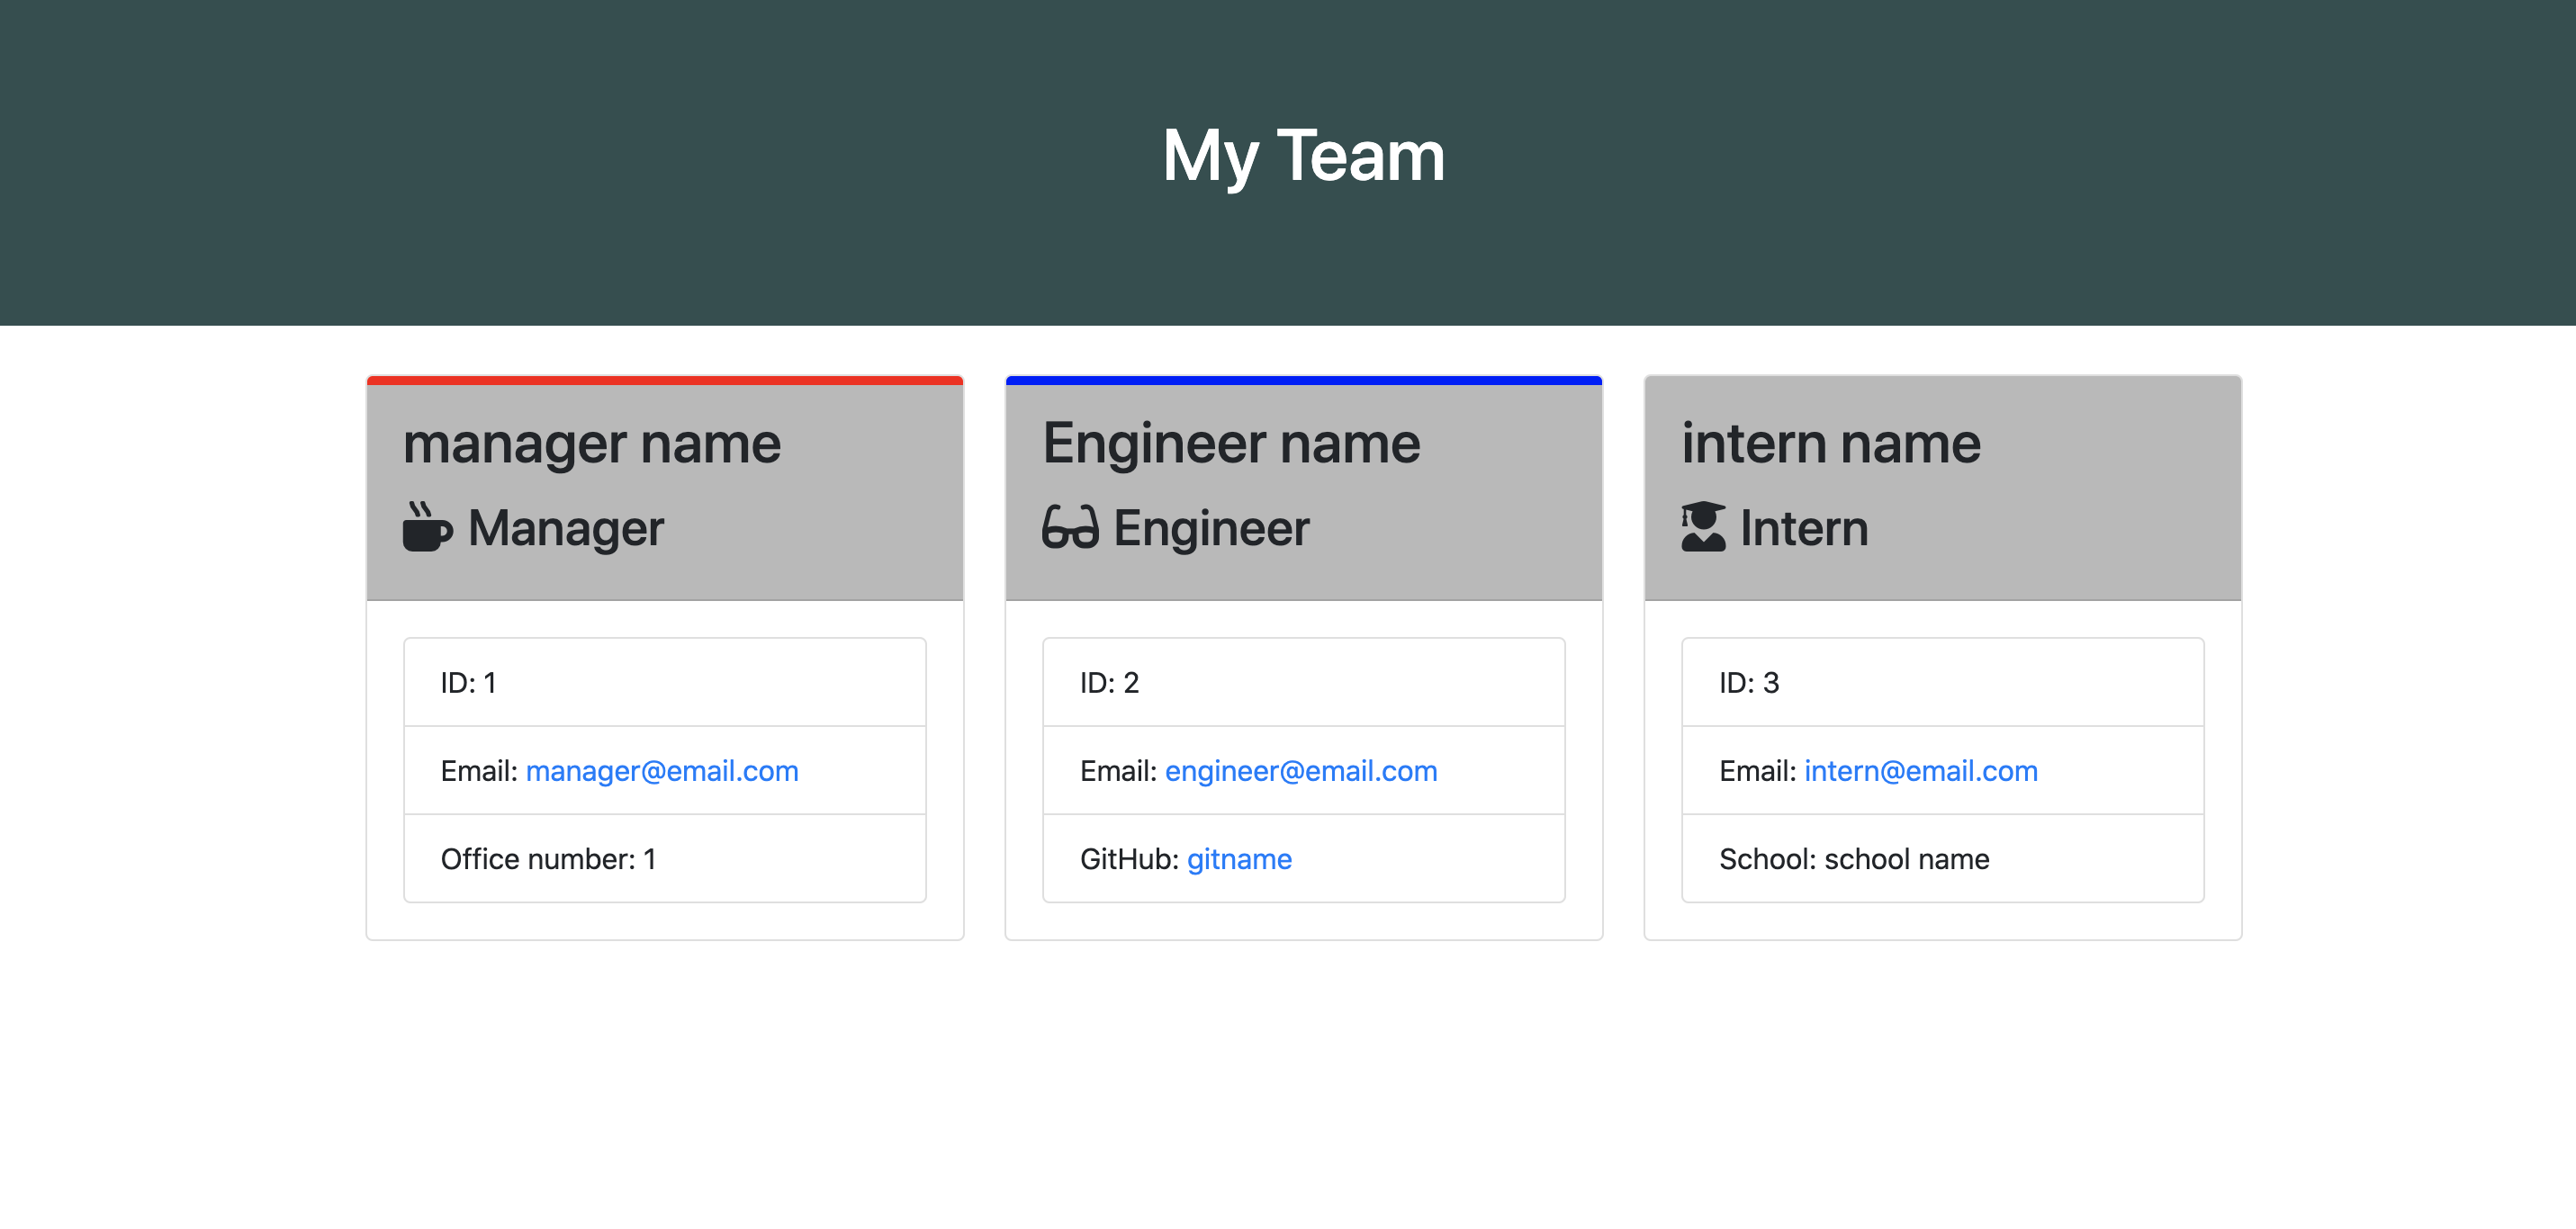 My Team
manager name
Manager
ID: 1
Email: manager@email.com
Office number: 1
Engineer name
Engineer
ID: 2
Email: engineer@email.com
GitHub: gitname
intern name
Intern
ID: 3
Email: intern@email.com
School: school name